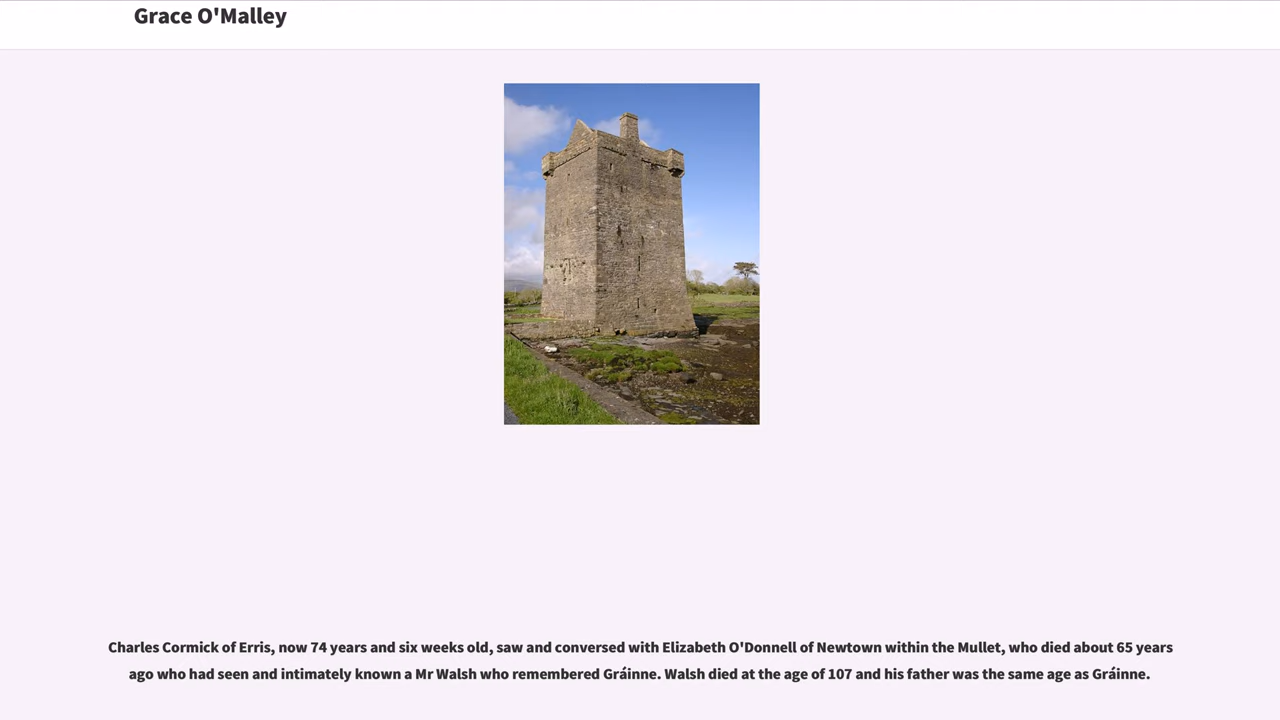 Grace O'Malley
Charles Cormick of Erris, now 74 years and six weeks old, saw and conversed with Elizabeth O'Donnell of Newtown within the Mullet, who died about 65 years
ago who had seen and intimately known a Mr Walsh who remembered Gráinne. Walsh died at the age of 107 and his father was the same age as Gráinne.